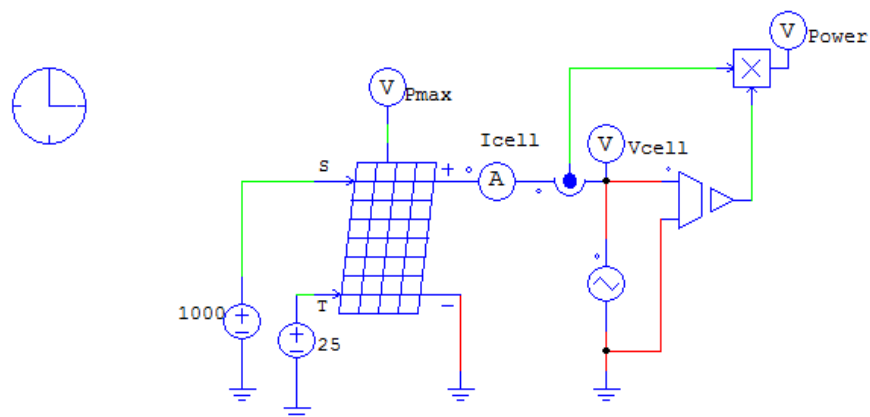 V Power
V Pmax
Icell
V Vcell
S
+
A
1000
T
25
−